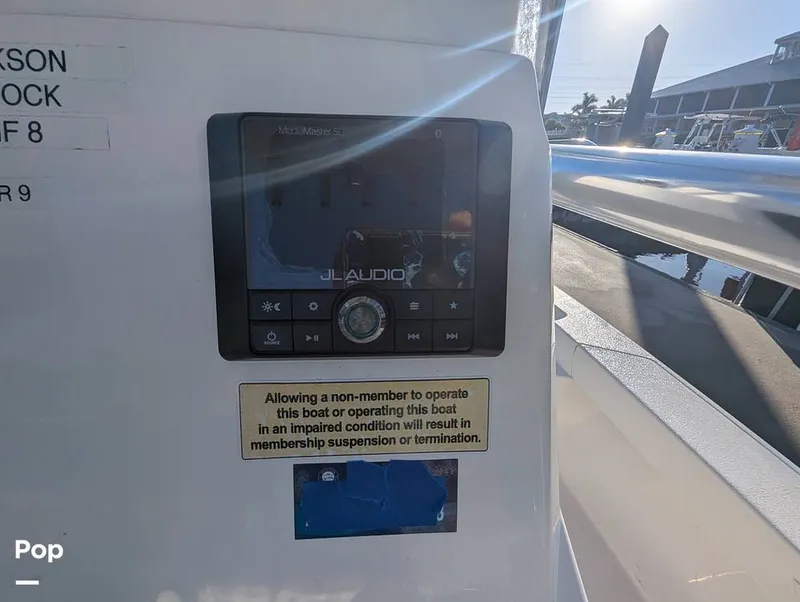 KSON
OCK
F 8
R 9
MediaMaster 50
JL AUDIO
SOURCE
Allowing a non-member to operate
this boat or operating this boat
in an impaired condition will result in
membership suspension or termination.
Pop